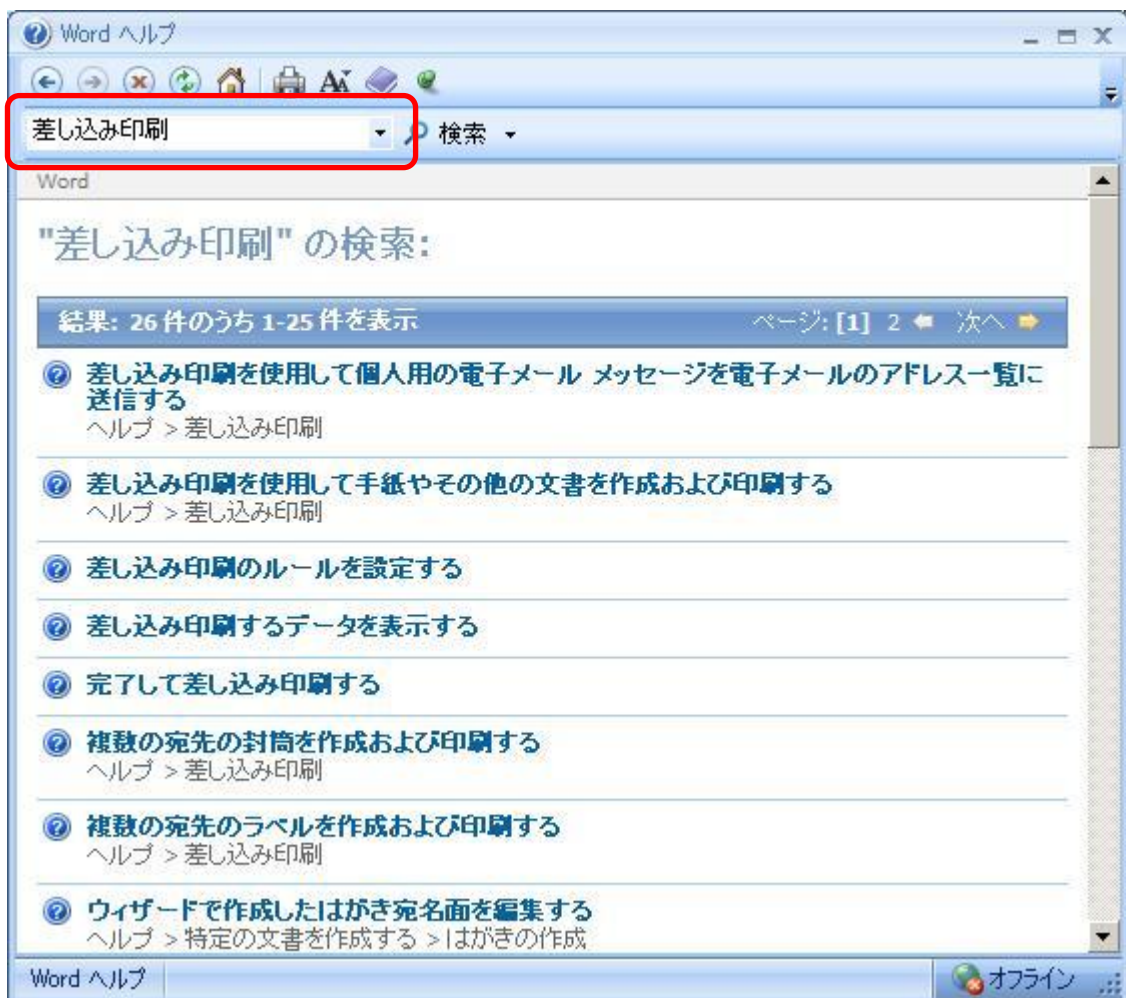 Word ヘルプ
差し込み印刷
検索
Word
"差し込み印刷" の検索:
結果: 26 件のうち 1-25 件を表示 ページ: [1] 2 次へ
差し込み印刷を使用して個人用の電子メール メッセージを電子メールのアドレス一覧に
送信する
ヘルプ > 差し込み印刷
差し込み印刷を使用して手紙やその他の文書を作成および印刷する
ヘルプ > 差し込み印刷
差し込み印刷のルールを設定する
差し込み印刷するデータを表示する
完了して差し込み印刷する
複数の宛先の封筒を作成および印刷する
ヘルプ > 差し込み印刷
複数の宛先のラベルを作成および印刷する
ヘルプ > 差し込み印刷
ウィザードで作成したはがき宛名面を編集する
ヘルプ > 特定の文書を作成する > はがきの作成
Word ヘルプ オフライン